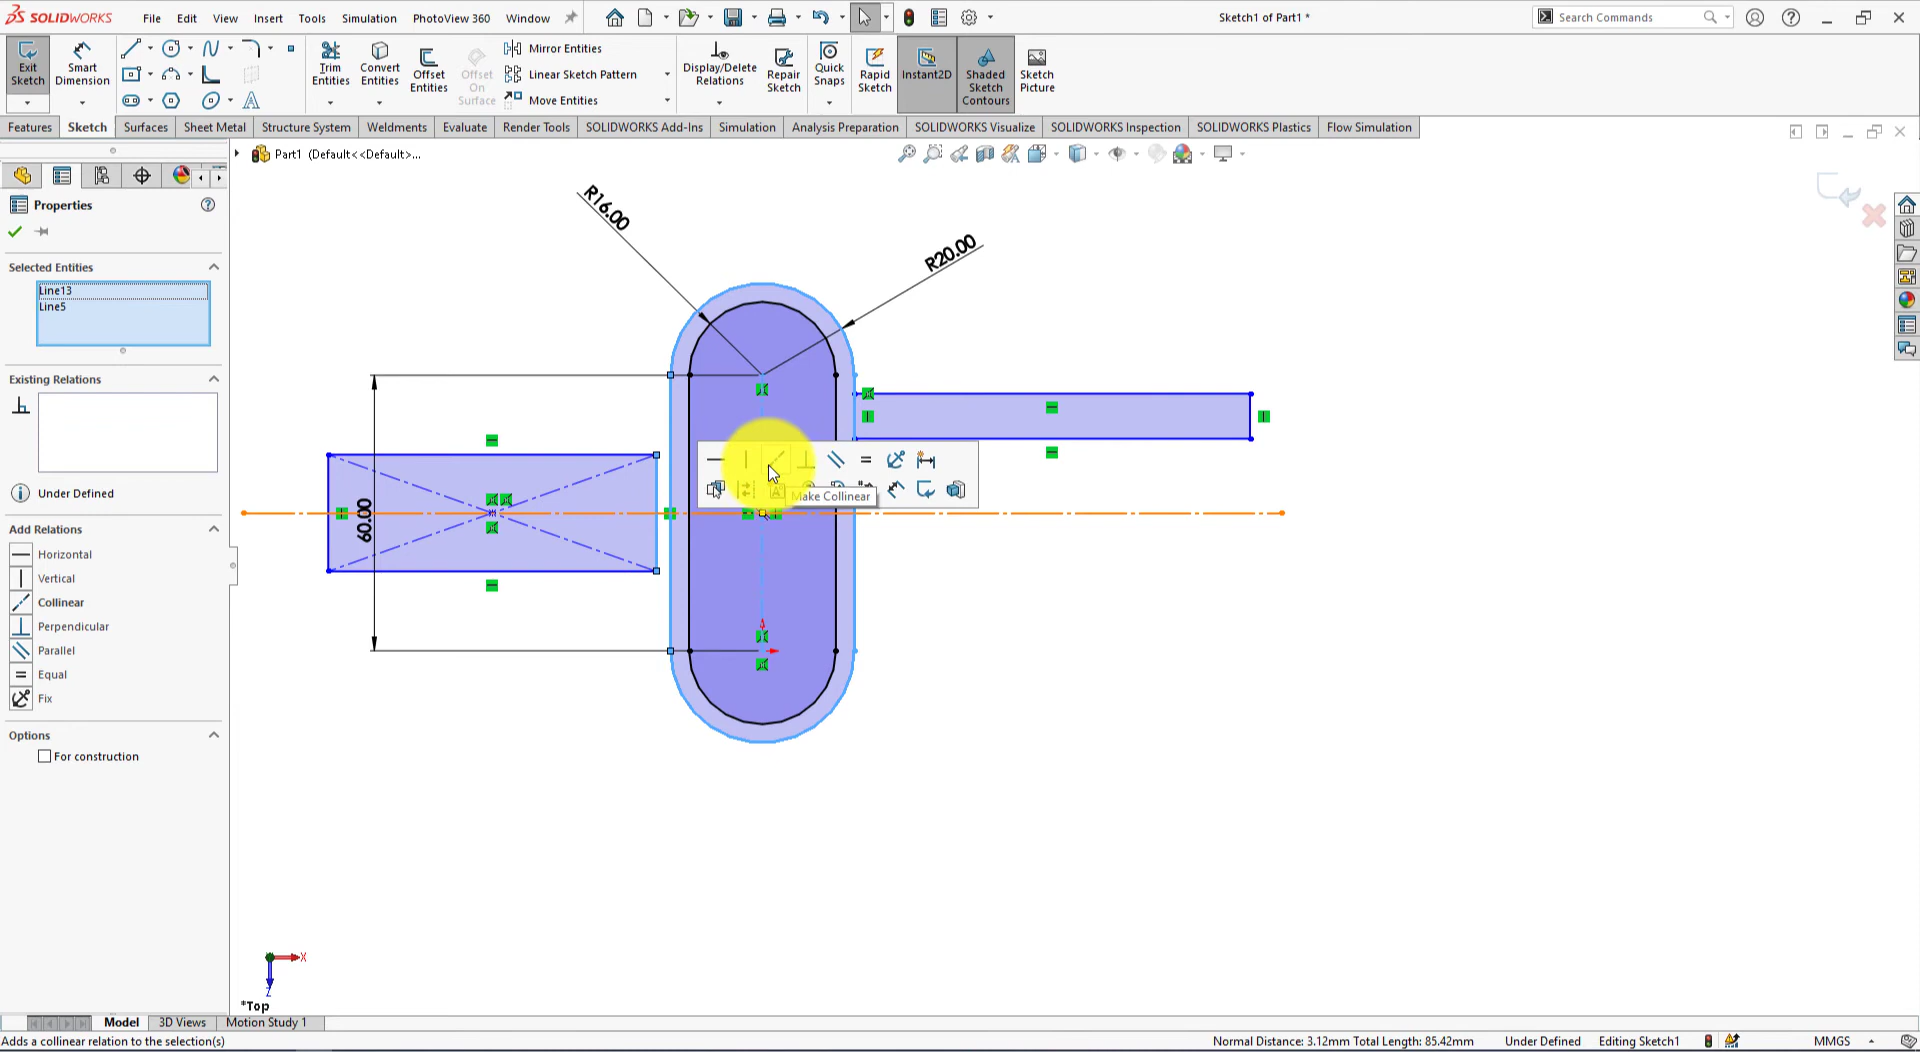 SOLIDWORKS
File
Edit
View
Insert
Tools
Simulation
PhotoView 360
Window
Sketch1 of Part1 *
Search Commands
Exit Sketch
Smart Dimension
Trim Entities
Convert Entities
Offset Entities
Offset On Surface
Mirror Entities
Linear Sketch Pattern
Move Entities
Display/Delete Relations
Repair Sketch
Quick Snaps
Rapid Sketch
Instant2D
Shaded Sketch Contours
Sketch Picture
Features
Sketch
Surfaces
Sheet Metal
Structure System
Weldments
Evaluate
Render Tools
SOLIDWORKS Add-Ins
Simulation
Analysis Preparation
SOLIDWORKS Visualize
SOLIDWORKS Inspection
SOLIDWORKS Plastics
Flow Simulation
Part1 (Default<<Default>...
Properties
Selected Entities
Line13
Line5
Existing Relations
Under Defined
Add Relations
Horizontal
Vertical
Collinear
Perpendicular
Parallel
Equal
Fix
Options
For construction
R16.00
R20.00
60.00
Make Collinear
X
Z
*Top
Model
3D Views
Motion Study 1
Adds a collinear relation to the selection(s)
Normal Distance: 3.12mm Total Length: 85.42mm
Under Defined
Editing Sketch1
MMGS